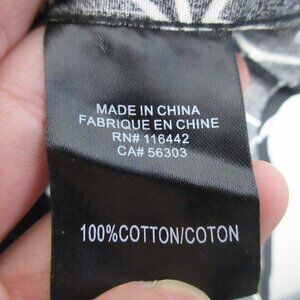 MADE IN CHINA
FABRIQUE EN CHINE
RN# 116442
CA# 56303
100%COTTON/COTON